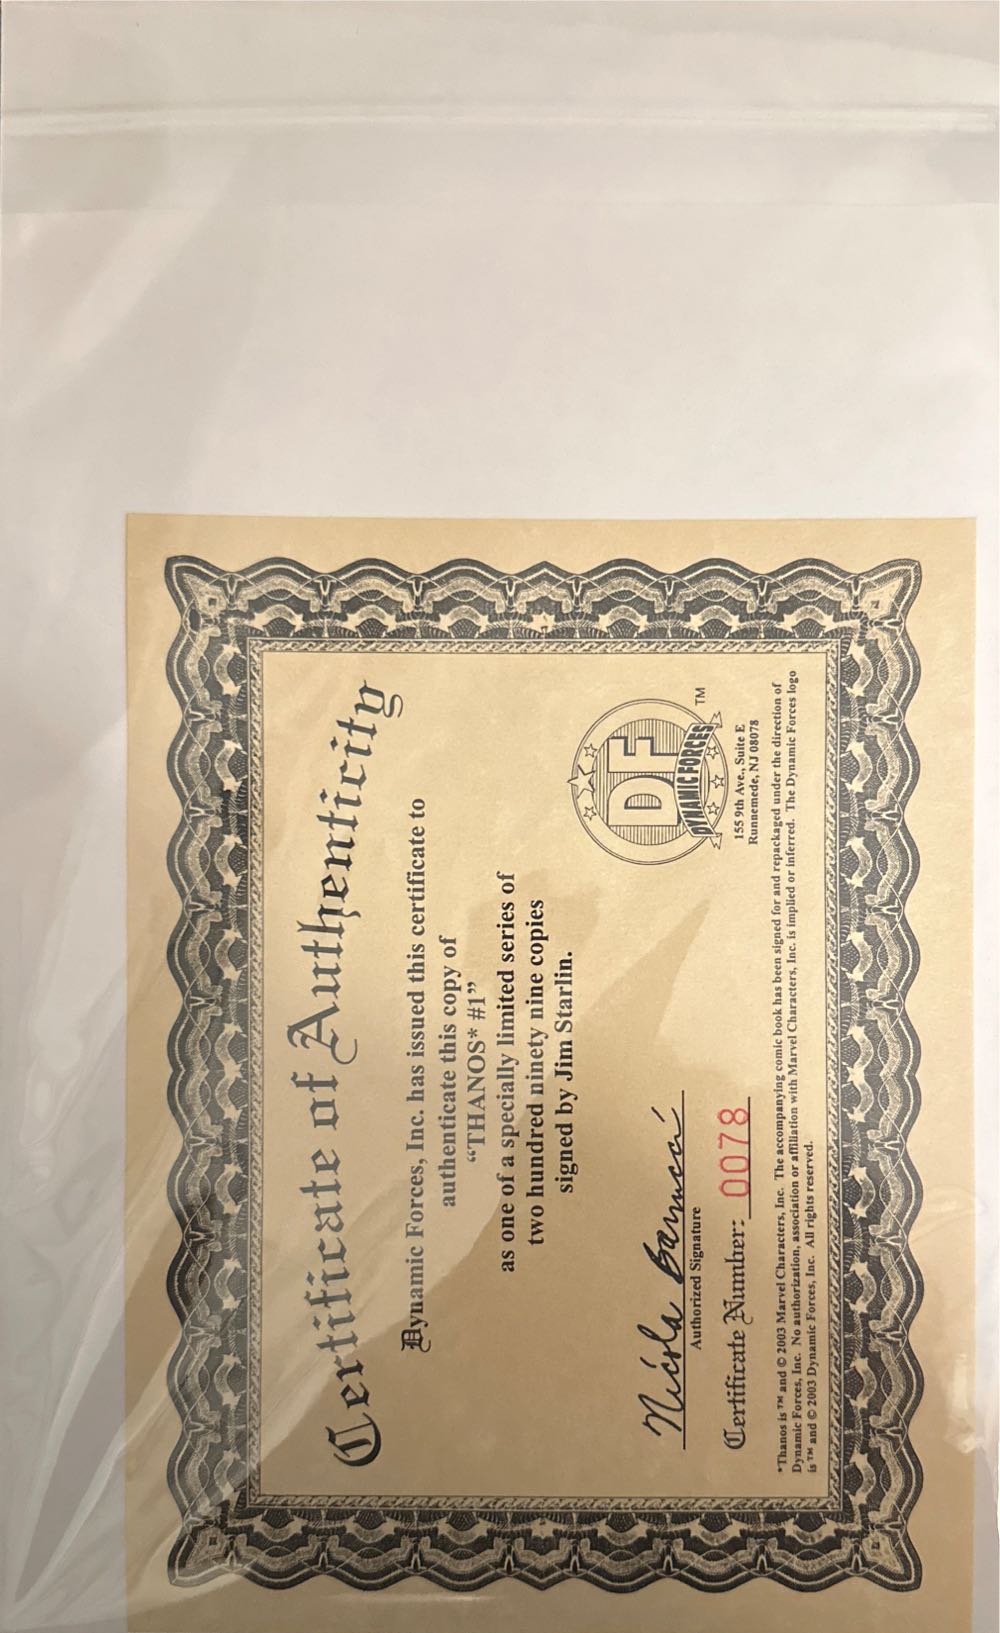 Certificate of Authenticity
Dynamic Forces, Inc. has issued this certificate to
authenticate this copy of
“THANOS* #1”
as one of a specially limited series of
two hundred ninety nine copies
signed by Jim Starlin.
DF
DYNAMIC FORCES
TM
155 9th Ave., Suite E
Runnemede, NJ 08078
Nicola Barrucci
Authorized Signature
Certificate Number: 0078
*Thanos is ™ and © 2003 Marvel Characters, Inc. The accompanying comic book has been signed for and repackaged under the direction of
Dynamic Forces, Inc. No authorization, association or affiliation with Marvel Characters, Inc. is implied or inferred. The Dynamic Forces logo
is ™ and © 2003 Dynamic Forces, Inc. All rights reserved.